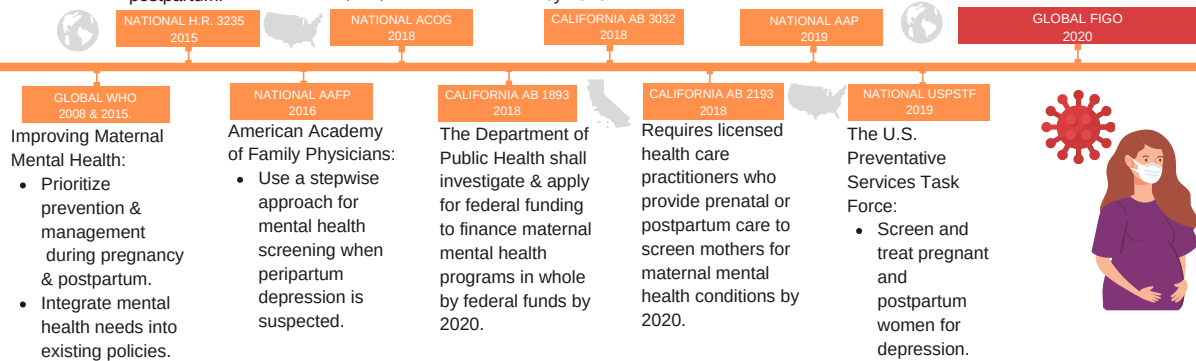 postpartum.
NATIONAL H.R. 3235
2015
NATIONAL ACOG
2018
CALIFORNIA AB 3032
2018
NATIONAL AAP
2019
GLOBAL FIGO
2020
GLOBAL WHO
2008 & 2015.
Improving Maternal
Mental Health:
• Prioritize
prevention &
management
during pregnancy
& postpartum.
• Integrate mental
health needs into
existing policies.
NATIONAL AAFP
2016
American Academy
of Family Physicians:
• Use a stepwise
approach for
mental health
screening when
peripartum
depression is
suspected.
CALIFORNIA AB 1893
2018
The Department of
Public Health shall
investigate & apply
for federal funding
to finance maternal
mental health
programs in whole
by federal funds by
2020.
CALIFORNIA AB 2193
2018
Requires licensed
health care
practitioners who
provide prenatal or
postpartum care to
screen mothers for
maternal mental
health conditions by
2020.
NATIONAL USPSTF
2019
The U.S.
Preventative
Services Task
Force:
• Screen and
treat pregnant
and
postpartum
women for
depression.